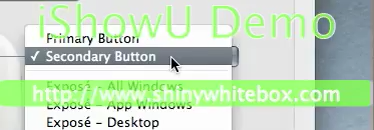 iShowU Demo
Primary Button
✓ Secondary Button
Exposé - All Windows
http://www.shinywhitebox.com
Exposé - App Windows
Exposé - Desktop